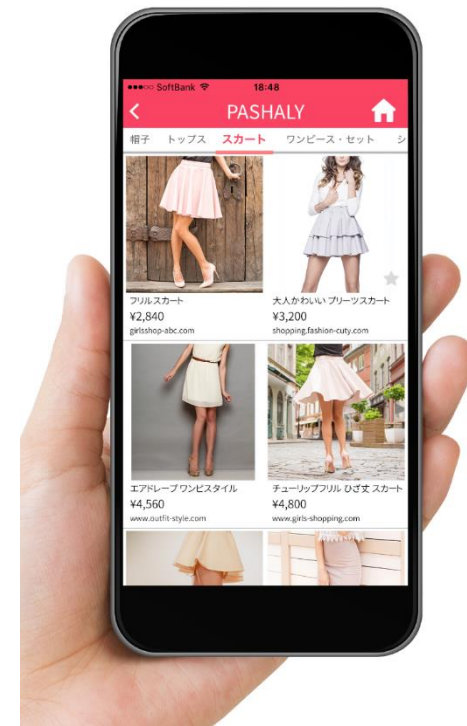 SoftBank 18:48
PASHALY
帽子 トップス スカート ワンピース・セット シ
フリルスカート
¥2,840
girlsshop-abc.com
大人かわいい プリーツスカート
¥3,200
shopping.fashion-cuty.com
エアドレープ ワンピスタイル
¥4,560
www.outfit-style.com
チューリップフリル ひざ丈 スカート
¥4,800
www.girls-shopping.com